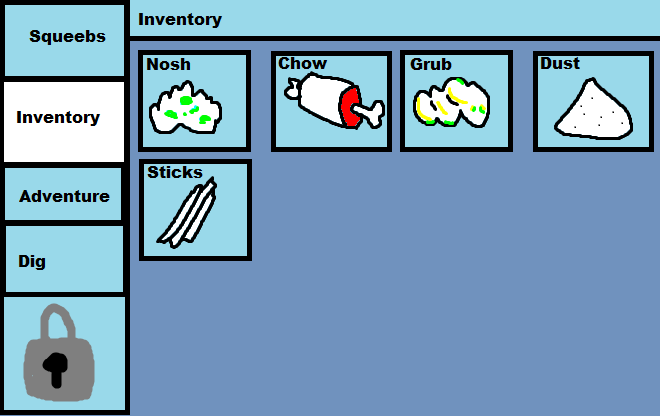 Squeebs
Inventory
Adventure
Dig
Inventory
Nosh
Chow
Grub
Dust
Sticks